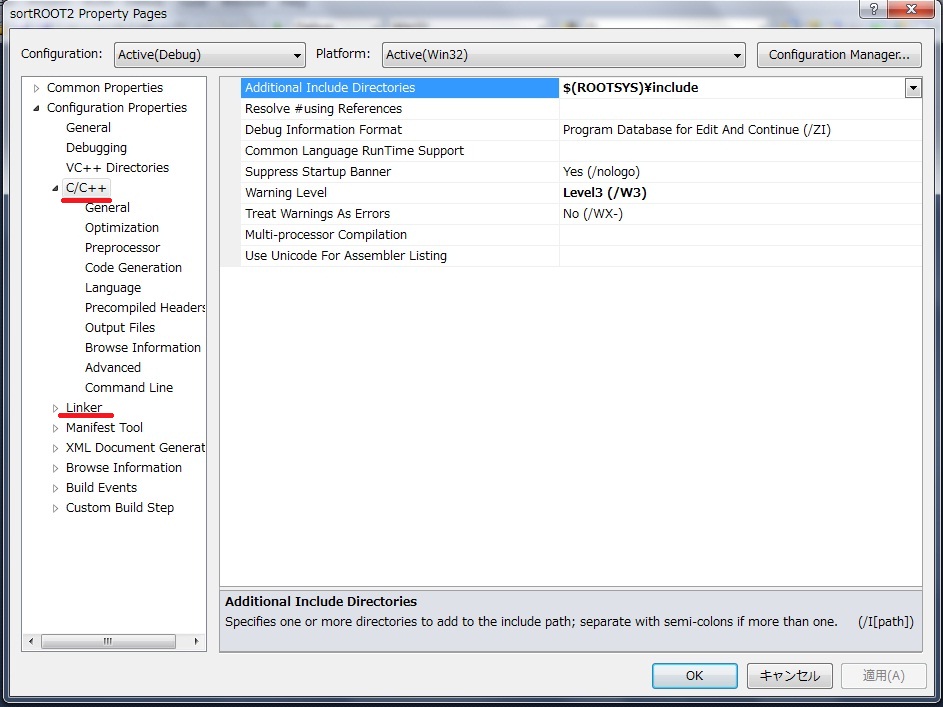 sortROOT2 Property Pages
Configuration: Active(Debug) Platform: Active(Win32) Configuration Manager...
Common Properties
Configuration Properties
General
Debugging
VC++ Directories
C/C++
General
Optimization
Preprocessor
Code Generation
Language
Precompiled Headers
Output Files
Browse Information
Advanced
Command Line
Linker
Manifest Tool
XML Document Generat
Browse Information
Build Events
Custom Build Step
Additional Include Directories $(ROOTSYS)¥include
Resolve #using References
Debug Information Format Program Database for Edit And Continue (/ZI)
Common Language RunTime Support
Suppress Startup Banner Yes (/nologo)
Warning Level Level3 (/W3)
Treat Warnings As Errors No (/WX-)
Multi-processor Compilation
Use Unicode For Assembler Listing
Additional Include Directories
Specifies one or more directories to add to the include path; separate with semi-colons if more than one. (/I[path])
OK キャンセル 適用(A)